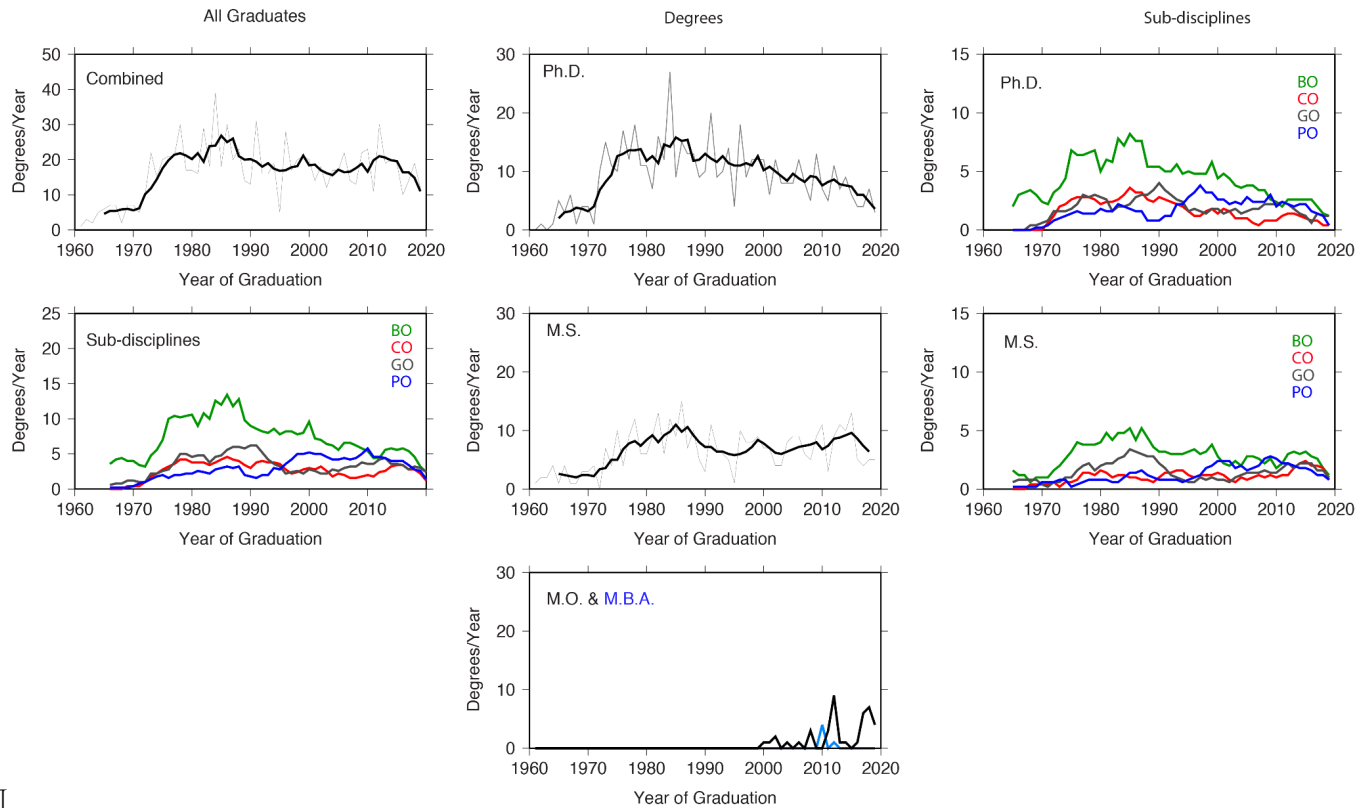 All Graduates
Degrees
Sub-disciplines
50
40
30
20
10
0
Degrees/Year
Combined
1960 1970 1980 1990 2000 2010 2020
Year of Graduation
30
20
10
0
Degrees/Year
Ph.D.
1960 1970 1980 1990 2000 2010 2020
Year of Graduation
15
10
5
0
Degrees/Year
Ph.D.
BO
CO
GO
PO
1960 1970 1980 1990 2000 2010 2020
Year of Graduation
25
20
15
10
5
0
Degrees/Year
Sub-disciplines
BO
CO
GO
PO
1960 1970 1980 1990 2000 2010 2020
Year of Graduation
30
20
10
0
Degrees/Year
M.S.
1960 1970 1980 1990 2000 2010 2020
Year of Graduation
15
10
5
0
Degrees/Year
M.S.
BO
CO
GO
PO
1960 1970 1980 1990 2000 2010 2020
Year of Graduation
30
20
10
0
Degrees/Year
M.O. & M.B.A.
1960 1970 1980 1990 2000 2010 2020
Year of Graduation